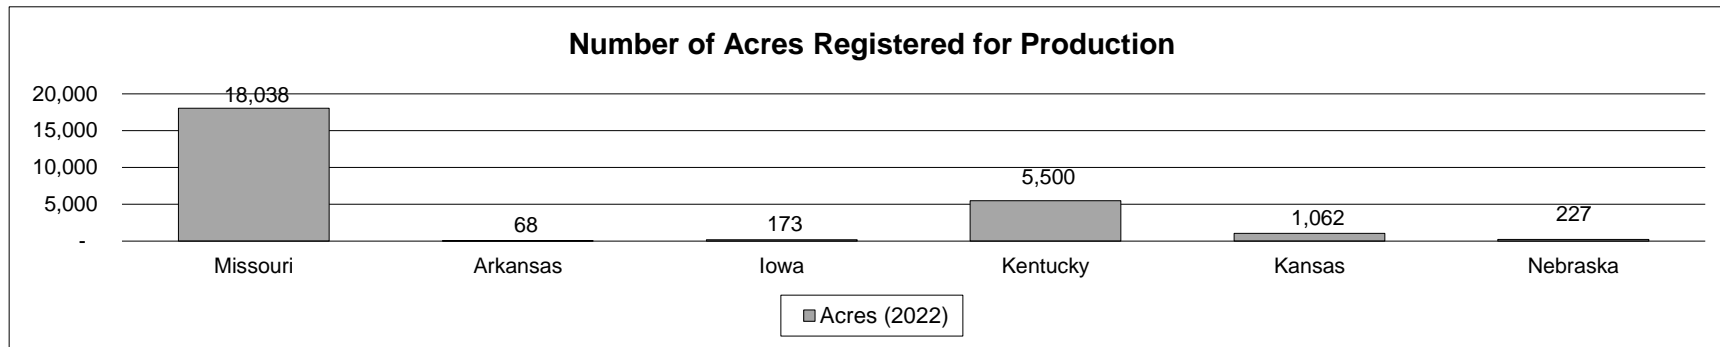 Number of Acres Registered for Production
20,000
15,000
10,000
5,000
-
18,038
68
173
5,500
1,062
227
Missouri
Arkansas
Iowa
Kentucky
Kansas
Nebraska
Acres (2022)